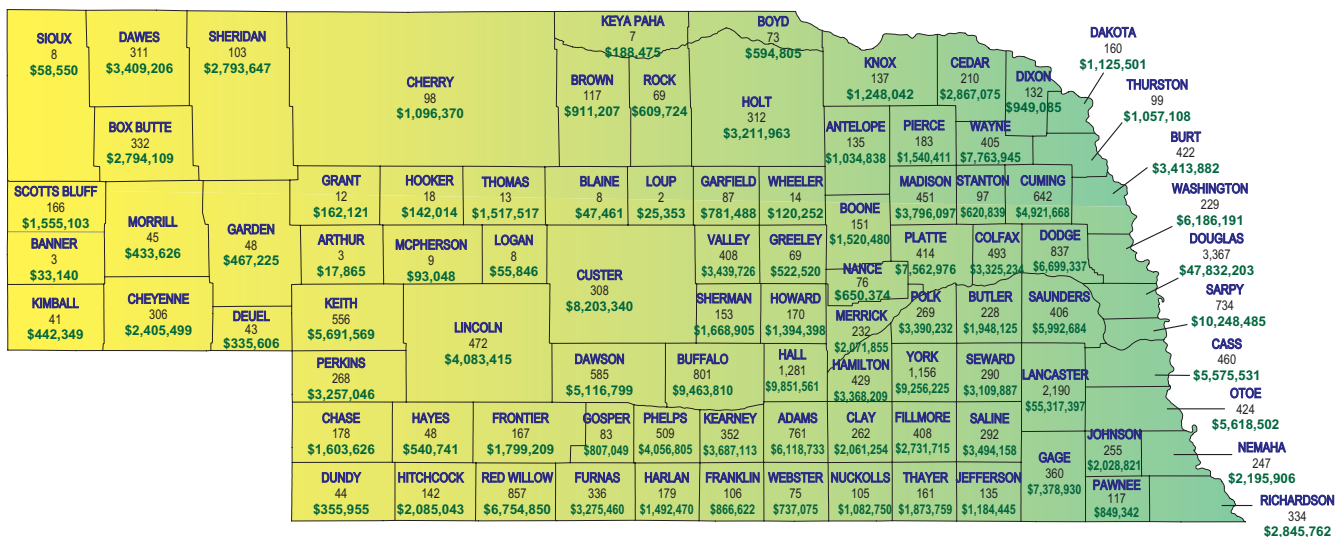 SIOUX
8
$58,550
DAWES
311
$3,409,206
SHERIDAN
103
$2,793,647
CHERRY
98
$1,096,370
KEYA PAHA
7
$188,475
BOYD
73
$594,805
BROWN
117
$911,207
ROCK
69
$609,724
HOLT
312
$3,211,963
KNOX
137
$1,248,042
CEDAR
210
$2,867,075
DIXON
132
$949,085
DAKOTA
160
$1,125,501
THURSTON
99
$1,057,108
BOX BUTTE
332
$2,794,109
ANTELOPE
135
$1,034,838
PIERCE
183
$1,540,411
WAYNE
405
$7,763,945
BURT
422
$3,413,882
SCOTTS BLUFF
166
$1,555,103
MORRILL
45
$433,626
GARDEN
48
$467,225
GRANT
12
$162,121
HOOKER
18
$142,014
THOMAS
13
$1,517,517
BLAINE
8
$47,461
LOUP
2
$25,353
GARFIELD
87
$781,488
WHEELER
14
$120,252
BOONE
151
$1,520,480
MADISON
451
$3,796,097
STANTON
97
$620,839
CUMING
642
$4,921,668
WASHINGTON
229
$6,186,191
BANNER
3
$33,140
ARTHUR
3
$17,865
MCPHERSON
9
$93,048
LOGAN
8
$55,846
CUSTER
308
$8,203,340
VALLEY
408
$3,439,726
GREELEY
69
$522,520
NANCE
76
$650,374
PLATTE
414
$7,562,976
COLFAX
493
$3,325,234
DODGE
837
$6,699,337
DOUGLAS
3,367
$47,832,203
KIMBALL
41
$442,349
CHEYENNE
306
$2,405,499
DEUEL
43
$335,606
KEITH
556
$5,691,569
LINCOLN
472
$4,083,415
SHERMAN
153
$1,668,905
HOWARD
170
$1,394,398
MERRICK
232
$2,071,855
POLK
269
$3,390,232
BUTLER
228
$1,948,125
SAUNDERS
406
$5,992,684
SARPY
734
$10,248,485
PERKINS
268
$3,257,046
DAWSON
585
$5,116,799
BUFFALO
801
$9,463,810
HALL
1,281
$9,851,561
HAMILTON
429
$3,368,209
YORK
1,156
$9,256,225
SEWARD
290
$3,109,887
LANCASTER
2,190
$55,317,397
CASS
460
$5,575,531
OTOE
424
$5,618,502
CHASE
178
$1,603,626
HAYES
48
$540,741
FRONTIER
167
$1,799,209
GOSPER
83
$807,049
PHELPS
509
$4,056,805
KEARNEY
352
$3,687,113
ADAMS
761
$6,118,733
CLAY
262
$2,061,254
FILLMORE
408
$2,731,715
SALINE
292
$3,494,158
GAGE
360
$7,378,930
JOHNSON
255
$2,028,821
NEMAHA
247
$2,195,906
DUNDY
44
$355,955
HITCHCOCK
142
$2,085,043
RED WILLOW
857
$6,754,850
FURNAS
336
$3,275,460
HARLAN
179
$1,492,470
FRANKLIN
106
$866,622
WEBSTER
75
$737,075
NUCKOLLS
105
$1,082,750
THAYER
161
$1,873,759
JEFFERSON
135
$1,184,445
PAWNEE
117
$849,342
RICHARDSON
334
$2,845,762